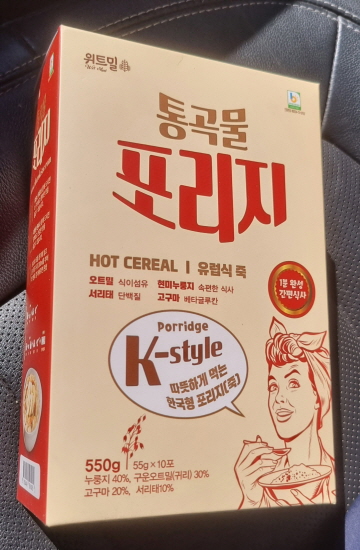 위트밀
통곡물
포리지
HOT CEREAL | 유럽식 죽
오트밀 식이섬유 현미누룽지 속편한 식사
서리태 단백질 고구마 베타글루칸
1분 완성
간편식사
Porridge
K-style
따뜻하게 먹는
한국형 포리지(죽)
550g 55g×10포
누룽지 40%, 구운오트밀(귀리) 30%
고구마 20%, 서리태10%